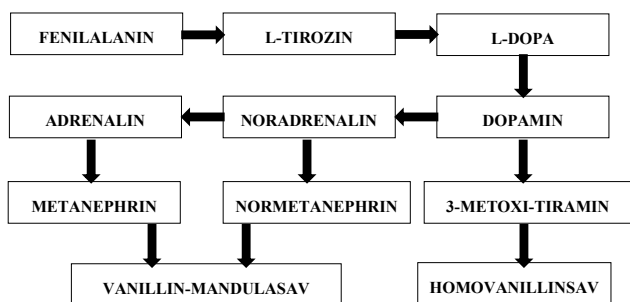 FENILALANIN
L-TIROZIN
L-DOPA
ADRENALIN
NORADRENALIN
DOPAMIN
METANEPHRIN
NORMETANEPHRIN
3-METOXI-TIRAMIN
VANILLIN-MANDULASAV
HOMOVANILLINSAV